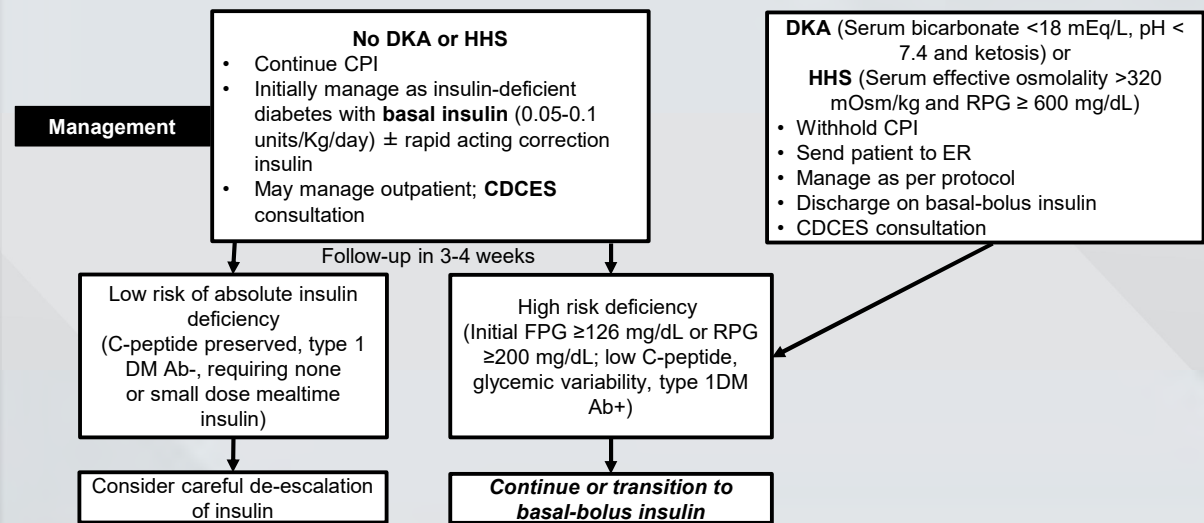 Management
No DKA or HHS
• Continue CPI
• Initially manage as insulin-deficient
diabetes with basal insulin (0.05-0.1
units/Kg/day) ± rapid acting correction
insulin
• May manage outpatient; CDCES
consultation
DKA (Serum bicarbonate <18 mEq/L, pH <
7.4 and ketosis) or
HHS (Serum effective osmolality >320
mOsm/kg and RPG ≥ 600 mg/dL)
• Withhold CPI
• Send patient to ER
• Manage as per protocol
• Discharge on basal-bolus insulin
• CDCES consultation
Follow-up in 3-4 weeks
Low risk of absolute insulin
deficiency
(C-peptide preserved, type 1
DM Ab-, requiring none
or small dose mealtime
insulin)
High risk deficiency
(Initial FPG ≥126 mg/dL or RPG
≥200 mg/dL; low C-peptide,
glycemic variability, type 1DM
Ab+)
Consider careful de-escalation
of insulin
Continue or transition to
basal-bolus insulin